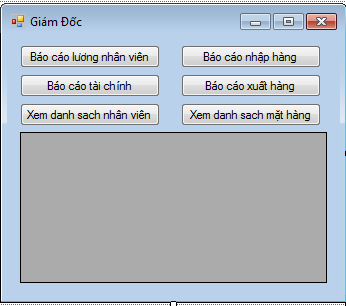 Giám Đốc
Báo cáo lương nhân viên
Báo cáo nhập hàng
Báo cáo tài chính
Báo cáo xuất hàng
Xem danh sach nhân viên
Xem danh sach mặt hàng